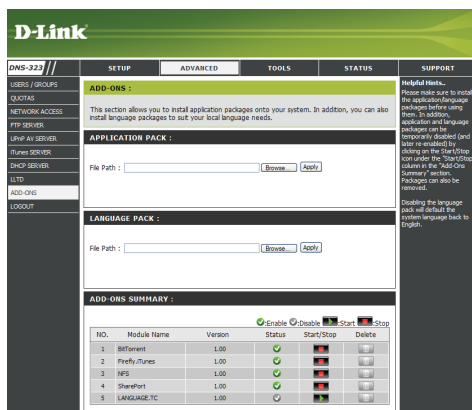 D-Link
DNS-323
SETUP ADVANCED TOOLS STATUS SUPPORT
USERS / GROUPS
QUOTAS
NETWORK ACCESS
FTP SERVER
UPnP AV SERVER
iTunes SERVER
DHCP SERVER
LLTD
ADD-ONS
LOGOUT
ADD-ONS :
This section allows you to install application packages onto your system. In addition, you can also
install language packages to suit your local language needs.
APPLICATION PACK :
File Path : Browse... Apply
LANGUAGE PACK :
File Path : Browse... Apply
ADD-ONS SUMMARY :
:Enable :Disable :Start :Stop
NO. Module Name Version Status Start/Stop Delete
1 BitTorrent 1.00
2 Firefly.iTunes 1.00
3 NFS 1.00
4 SharePort 1.00
5 LANGUAGE.TC 1.00
Helpful Hints..
Please make sure to install
the application/language
packages before using
them. In addition,
application and language
packages can be
temporarily disabled (and
later re-enabled) by
clicking on the Start/Stop
icon under the "Start/Stop
column in the "Add-Ons
Summary" section.
Packages can also be
removed.
Disabling the language
pack will default the
system language back to
English.